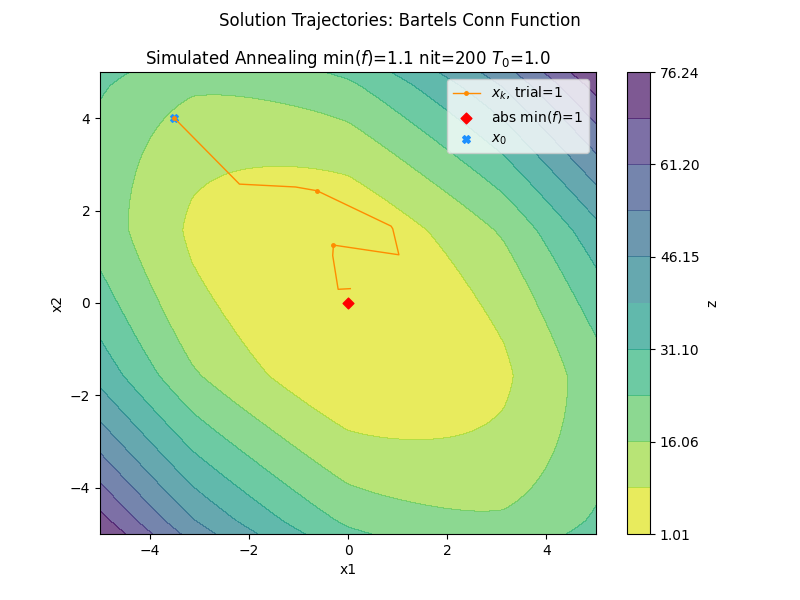 Solution Trajectories: Bartels Conn Function
Simulated Annealing min(f)=1.1 nit=200 T₀=1.0
xₖ, trial=1
abs min(f)=1
x₀
4
2
0
−2
−4
x2
−4
−2
0
2
4
x1
76.24
61.20
46.15
31.10
16.06
1.01
z